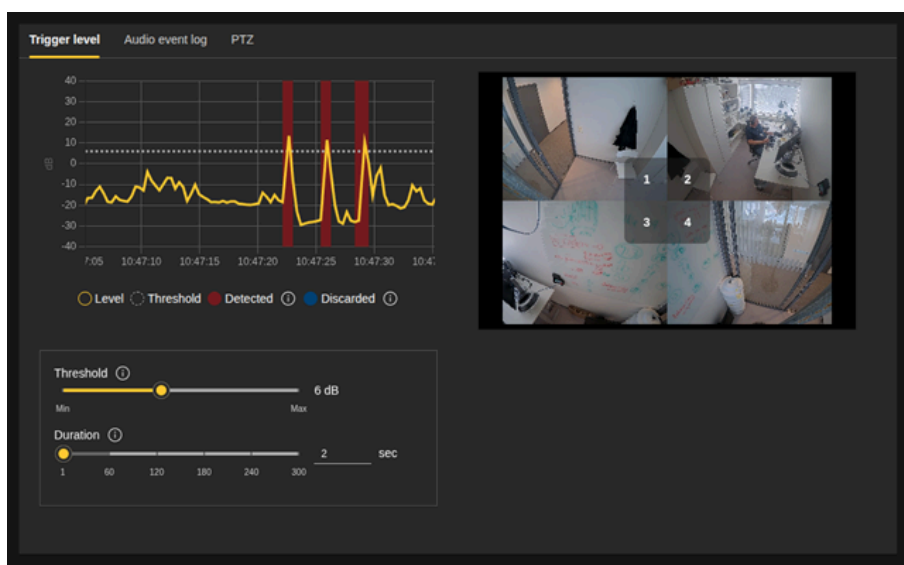 Trigger level Audio event log PTZ
40
30
20
10
0
-10
-20
-30
-40
dB
10:47:10 10:47:15 10:47:20 10:47:25 10:47:30
Level Threshold Detected Discarded
1 2
3 4
Threshold
6 dB
Min Max
Duration
2 sec
1 60 120 180 240 300